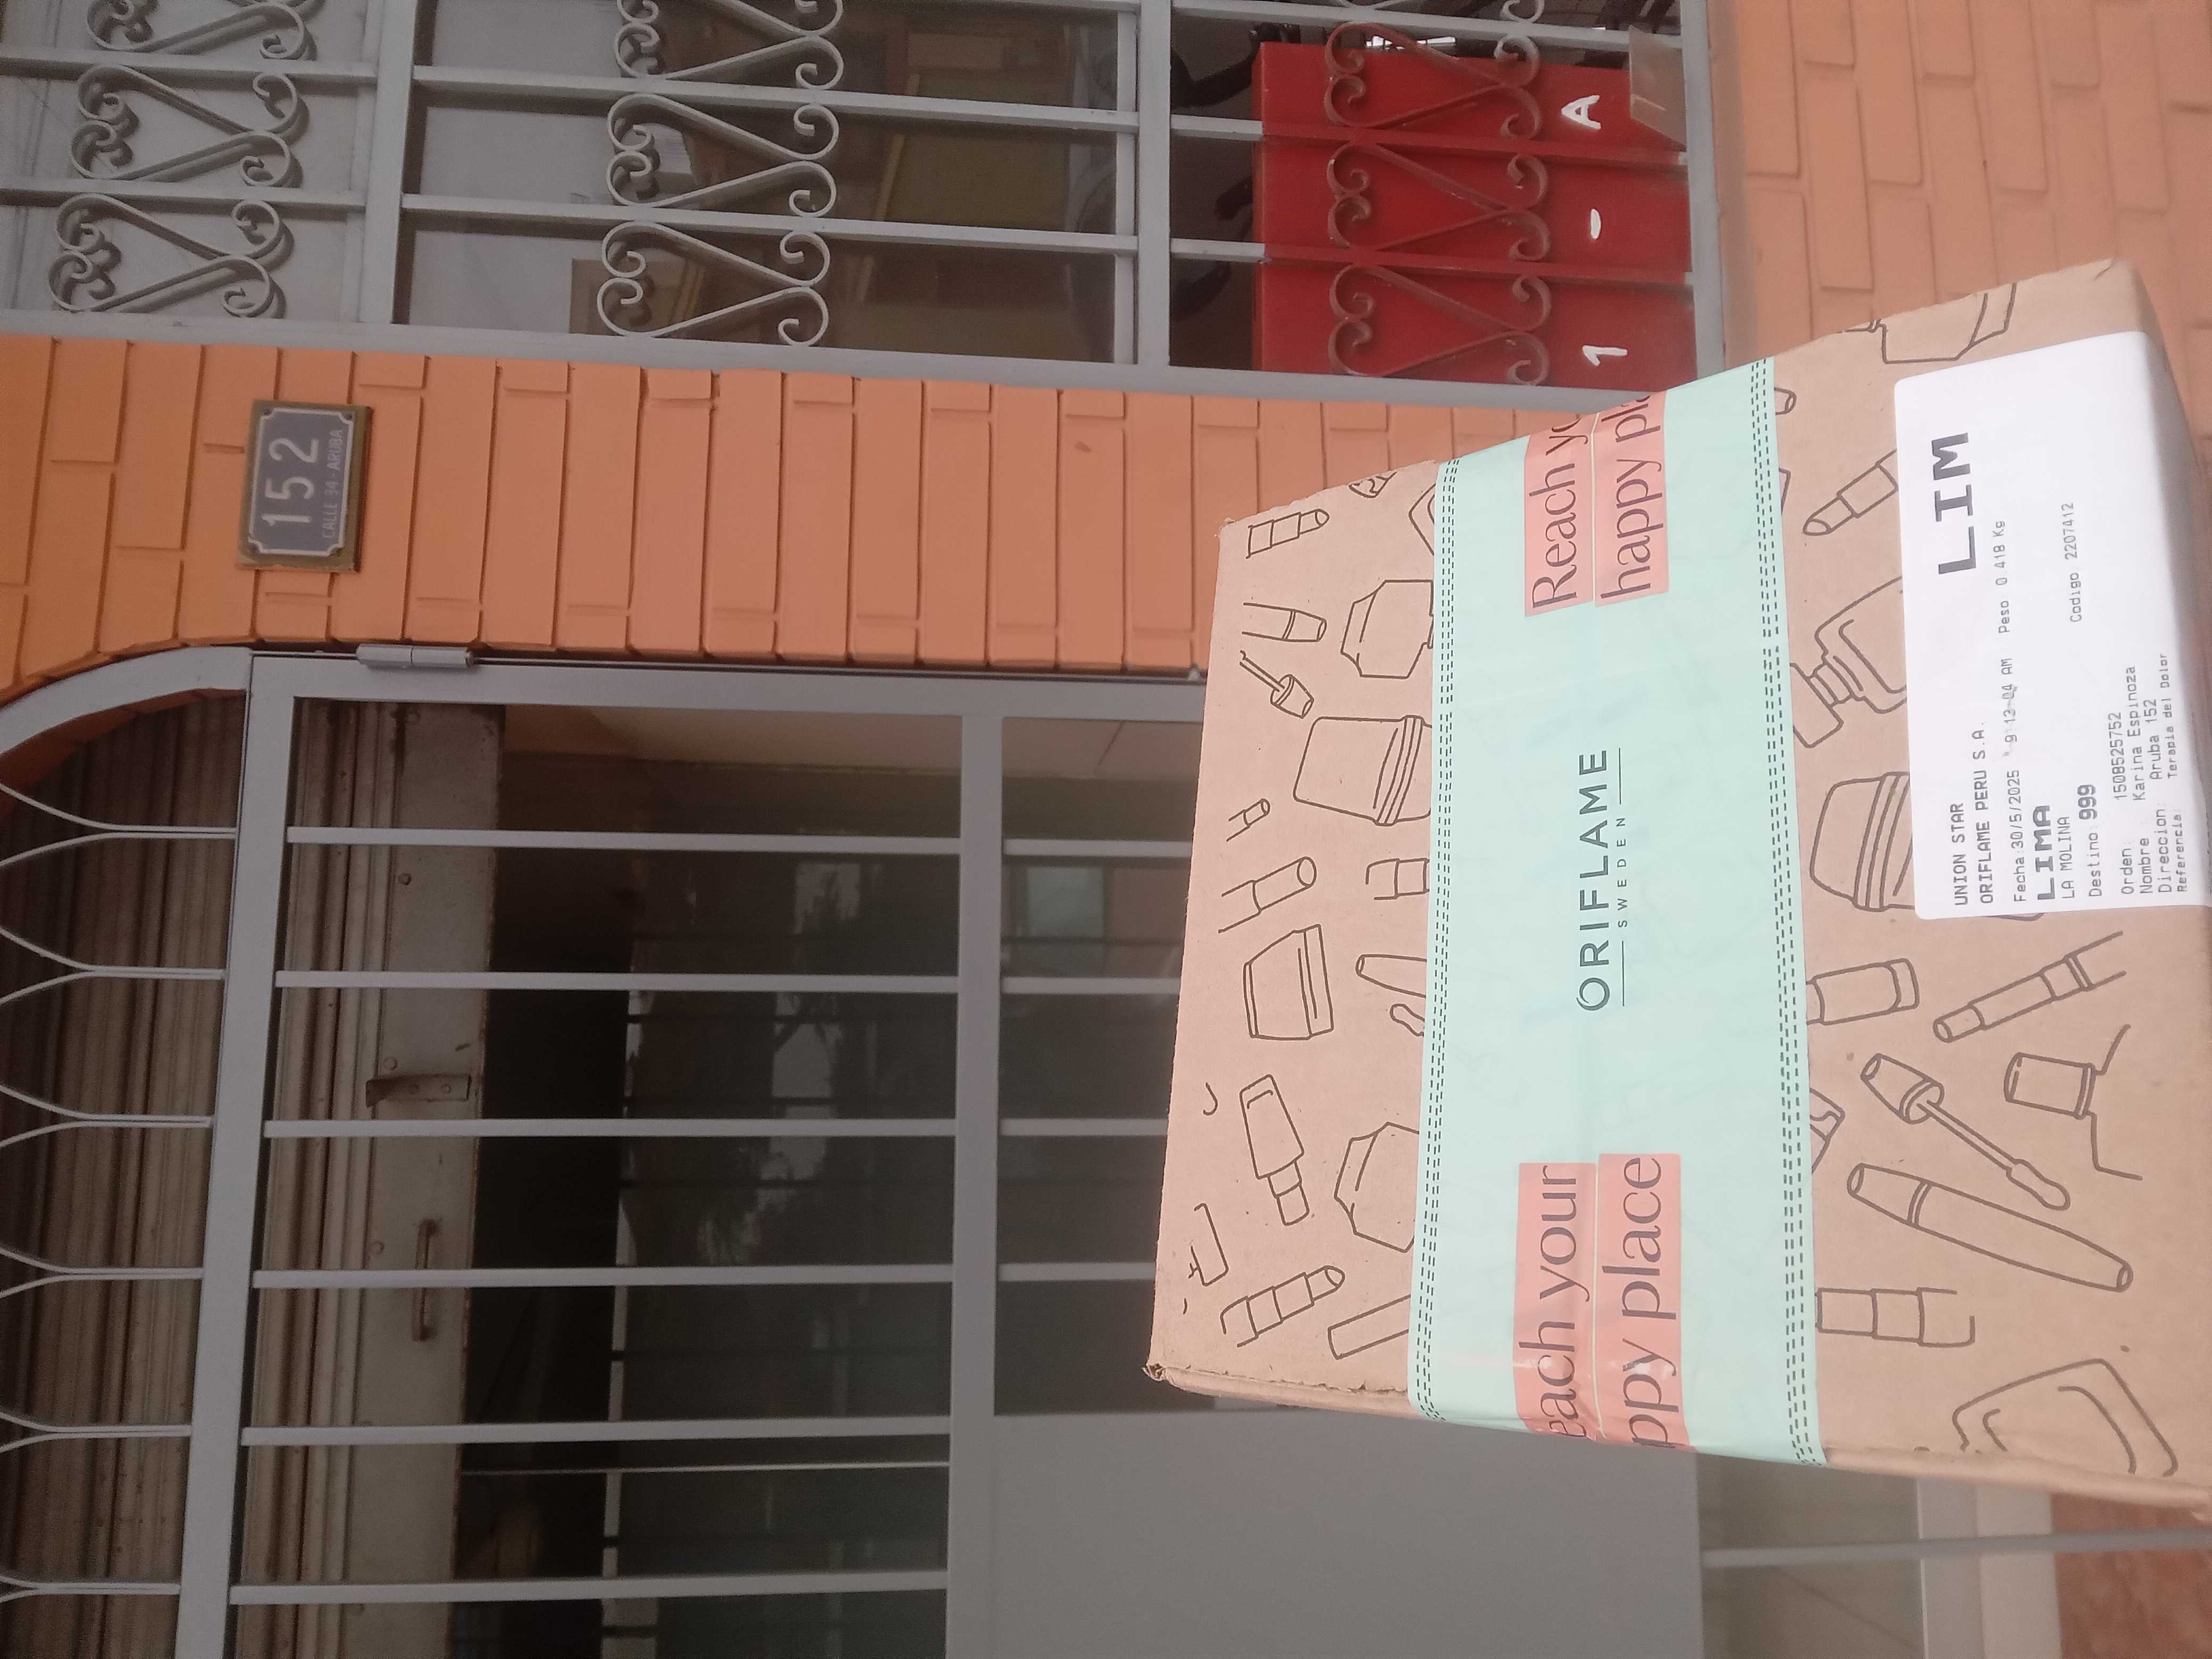 152
CALLE 34 - ARUBA
1 - A
Reach your
happy place
ORIFLAME
SWEDEN
Reach
happy
UNION STAR
ORIFLAME PERU S.A.
LIM
Fecha:30/5/2025 9:13:04 AM Peso 0.418 Kg
LIMA
LA MOLINA
Destino: 999 Codigo 2207412
Orden: 1508525752
Nombre Karina Espinoza
Direccion: Aruba 152
Referencia: Terapia del Dolor